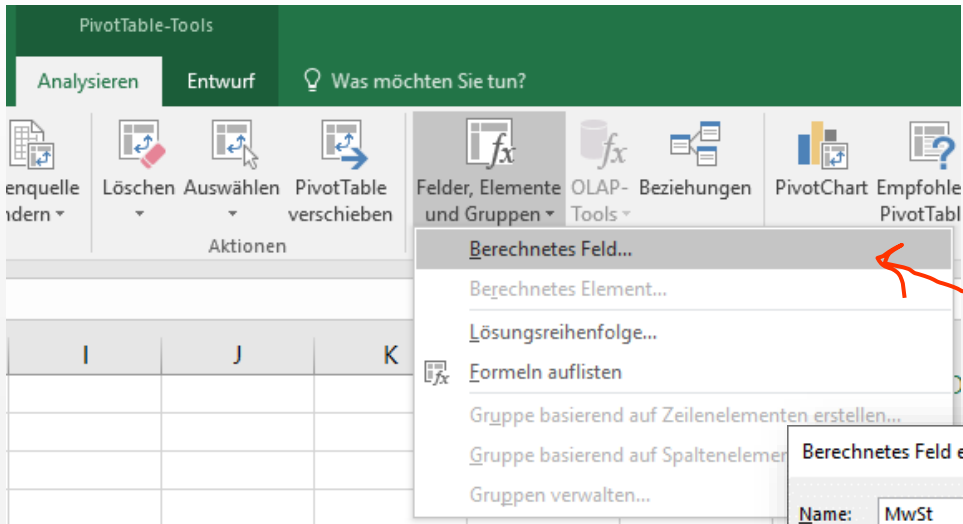 PivotTable-Tools
Analysieren Entwurf Was möchten Sie tun?
enquelle Löschen Auswählen PivotTable Felder, Elemente OLAP- Beziehungen PivotChart Empfohle
ndern verschieben und Gruppen Tools PivotTabl
Aktionen
Berechnetes Feld...
Berechnetes Element...
Lösungsreihenfolge...
I J K
fx Formeln auflisten
Gruppe basierend auf Zeilenelementen erstellen...
Gruppe basierend auf Spaltenelemen
Berechnetes Feld e
Gruppen verwalten...
Name: MwSt